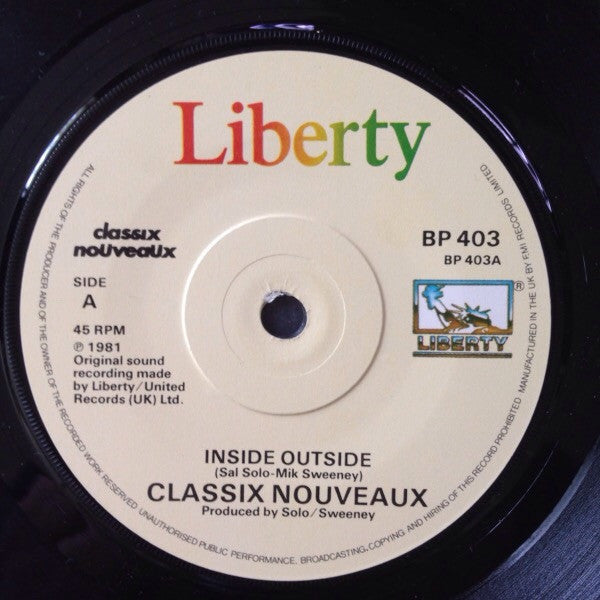 Liberty
classix
nouveaux
SIDE
A
45 RPM
℗ 1981
Original sound
recording made
by Liberty/United
Records (UK) Ltd.
BP 403
BP 403A
®
LIBERTY
INSIDE OUTSIDE
(Sal Solo-Mik Sweeney)
CLASSIX NOUVEAUX
Produced by Solo/Sweeney
ALL RIGHTS OF THE PRODUCER AND OF THE OWNER OF THE RECORDED WORK RESERVED. UNAUTHORISED PUBLIC PERFORMANCE, BROADCASTING, COPYING AND HIRING OF THIS RECORD PROHIBITED. MANUFACTURED IN THE UK BY EMI RECORDS LIMITED